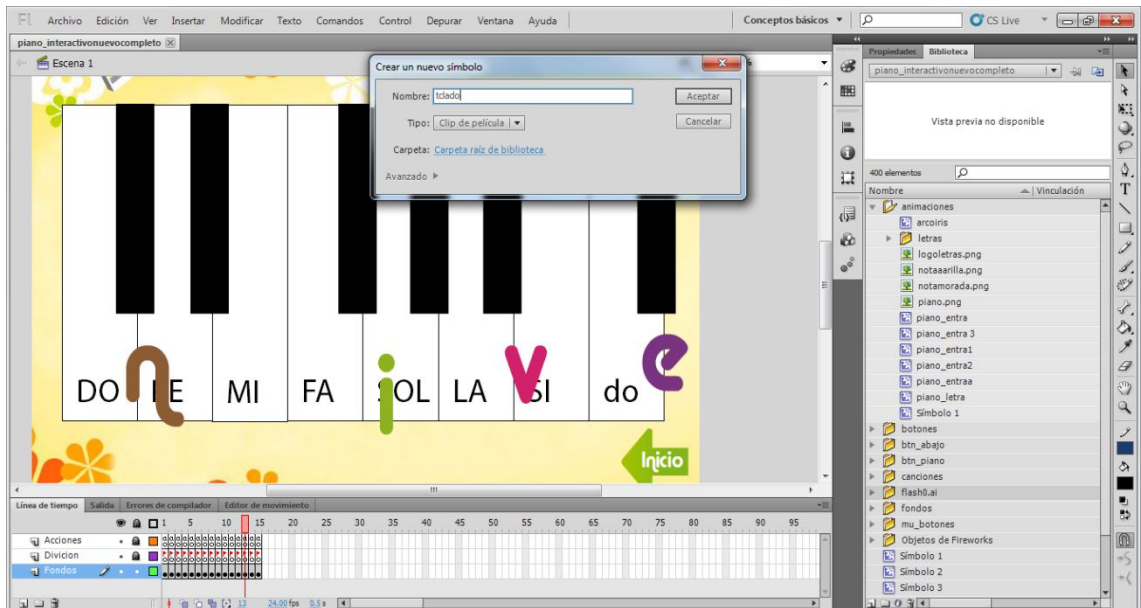 Fl Archivo Edición Ver Insertar Modificar Texto Comandos Control Depurar Ventana Ayuda Conceptos básicos CS Live
piano_interactivonuevocompleto
Escena 1
Crear un nuevo símbolo
Nombre: tclado
Aceptar
Tipo: Clip de película
Cancelar
Carpeta: Carpeta raíz de biblioteca
Avanzado
DO RE MI FA SOL LA SI do
n i v e
Inicio
Línea de tiempo Salida Errores de compilador Editor de movimiento
1 5 10 15 20 25 30 35 40 45 50 55 60 65 70 75 80 85 90 95
Acciones
Division
Fondos
13 24.00 fps 0.5 s
Propiedades Biblioteca
piano_interactivonuevocompleto
Vista previa no disponible
400 elementos
Nombre Vinculación
animaciones
arcoiris
letras
logoletras.png
notaaarilla.png
notamorada.png
piano.png
piano_entra
piano_entra 3
piano_entra1
piano_entra2
piano_entraa
piano_letra
Símbolo 1
botones
btn_abajo
btn_piano
canciones
flash0.ai
fondos
mu_botones
Objetos de Fireworks
Símbolo 1
Símbolo 2
Símbolo 3